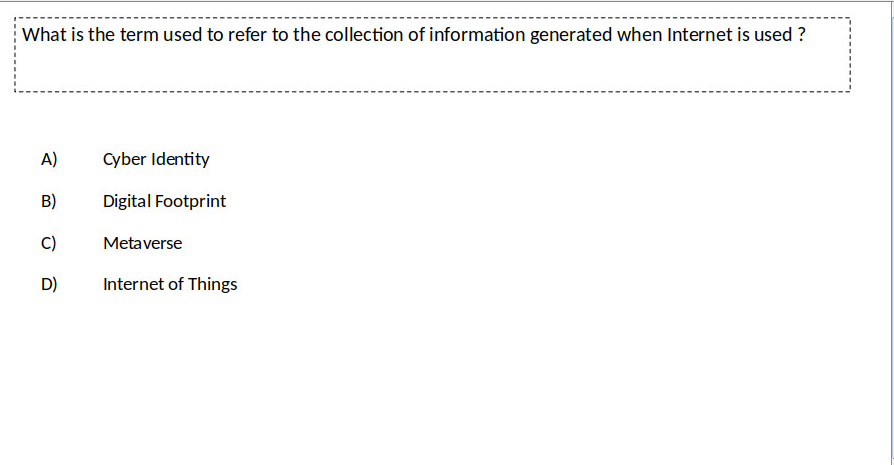 What is the term used to refer to the collection of information generated when Internet is used ?
A) Cyber Identity
B) Digital Footprint
C) Metaverse
D) Internet of Things